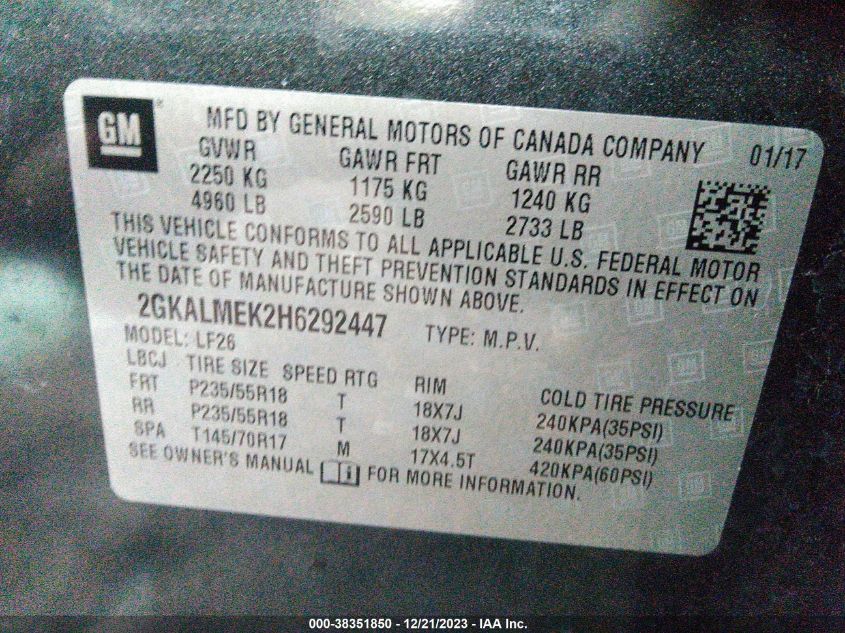 GM
MFD BY GENERAL MOTORS OF CANADA COMPANY 01/17
GVWR GAWR FRT GAWR RR
2250 KG 1175 KG 1240 KG
4960 LB 2590 LB 2733 LB
THIS VEHICLE CONFORMS TO ALL APPLICABLE U.S. FEDERAL MOTOR
VEHICLE SAFETY AND THEFT PREVENTION STANDARDS IN EFFECT ON
THE DATE OF MANUFACTURE SHOWN ABOVE.
2GKALMEK2H6292447 TYPE: M.P.V.
MODEL: LF26
LBCJ TIRE SIZE SPEED RTG RIM COLD TIRE PRESSURE
FRT P235/55R18 T 18X7J 240KPA(35PSI)
RR P235/55R18 T 18X7J 240KPA(35PSI)
SPA T145/70R17 M 17X4.5T 420KPA(60PSI)
SEE OWNER'S MANUAL i FOR MORE INFORMATION.
000-38351850 - 12/21/2023 - IAA Inc.